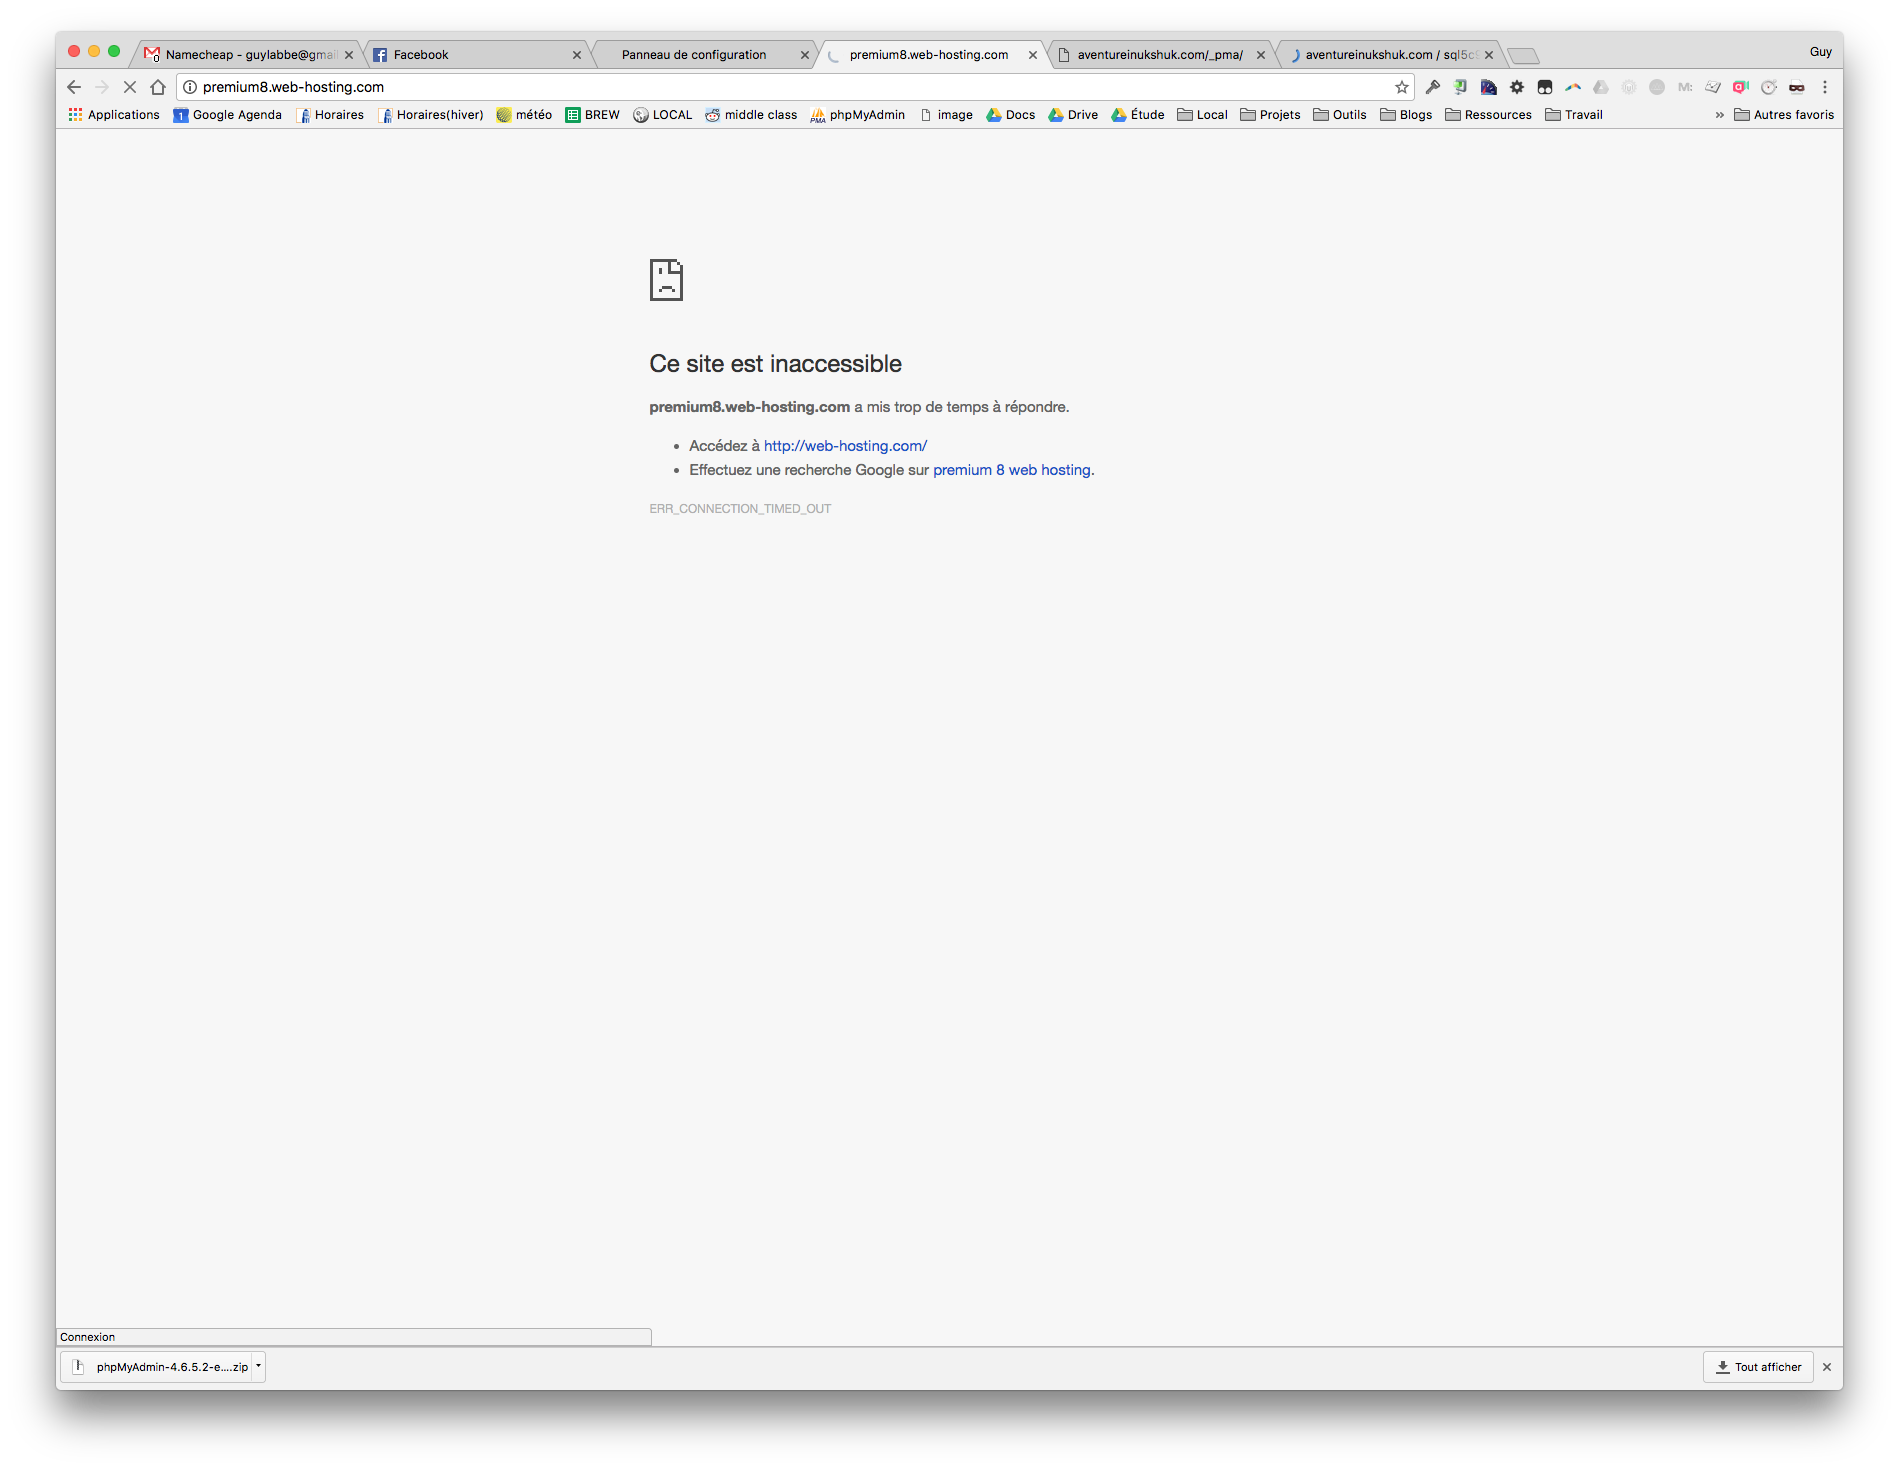 Namecheap - guylabbe@gmail
Facebook
Panneau de configuration
premium8.web-hosting.com
aventureinukshuk.com/_pma/
aventureinukshuk.com / sql5c9
Guy
premium8.web-hosting.com
M:
Applications
Google Agenda
Horaires
Horaires(hiver)
météo
BREW
LOCAL
middle class
phpMyAdmin
image
Docs
Drive
Étude
Local
Projets
Outils
Blogs
Ressources
Travail
»
Autres favoris
Ce site est inaccessible
premium8.web-hosting.com a mis trop de temps à répondre.
• Accédez à http://web-hosting.com/
• Effectuez une recherche Google sur premium 8 web hosting.
ERR_CONNECTION_TIMED_OUT
Connexion
phpMyAdmin-4.6.5.2-e....zip
Tout afficher